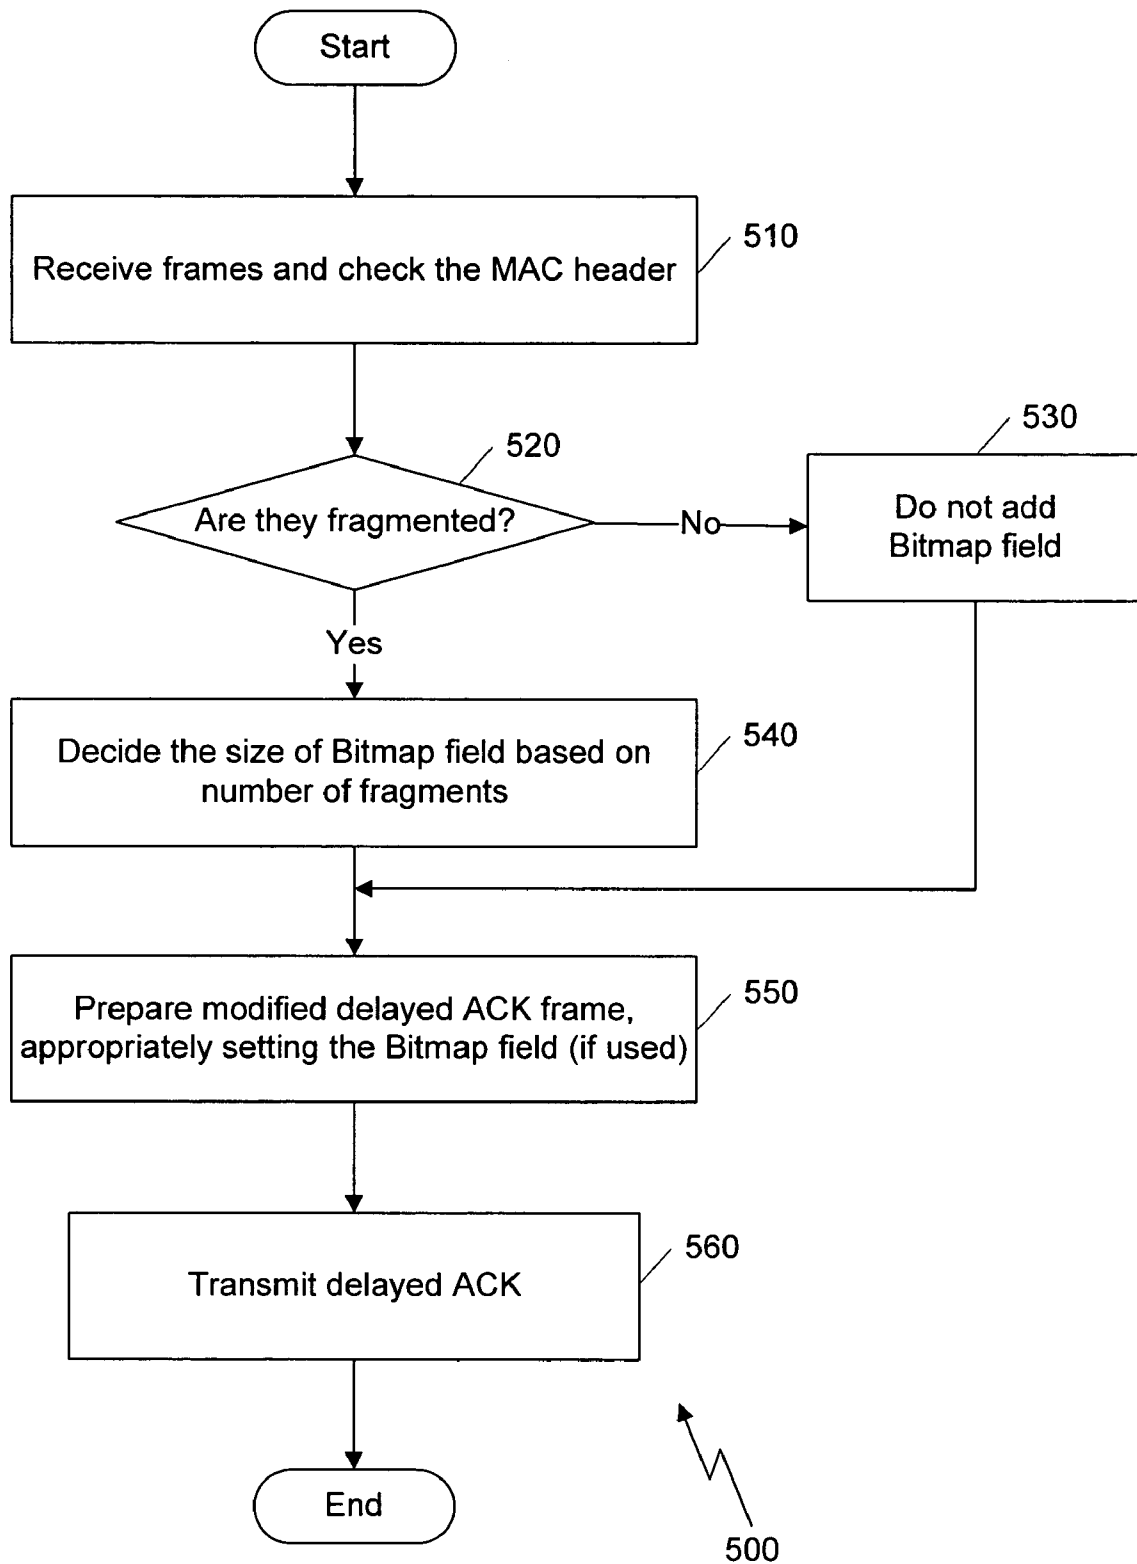 Start
510
Receive frames and check the MAC header
520
530
Are they fragmented?
No
Do not add
Bitmap field
Yes
540
Decide the size of Bitmap field based on
number of fragments
550
Prepare modified delayed ACK frame,
appropriately setting the Bitmap field (if used)
560
Transmit delayed ACK
End
500